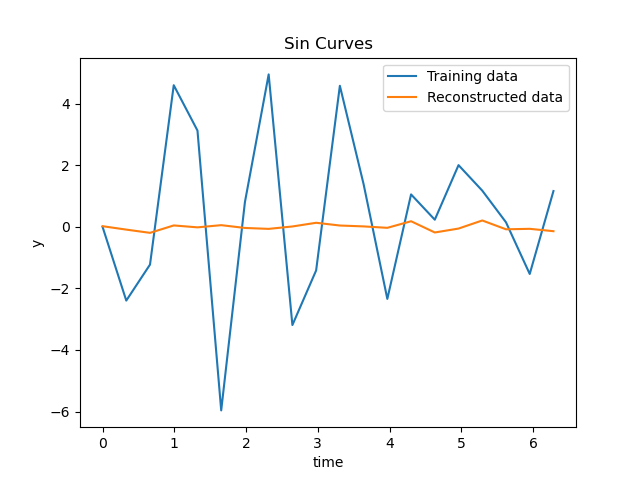 Sin Curves
Training data
Reconstructed data
4
2
0
−2
−4
−6
y
0 1 2 3 4 5 6
time